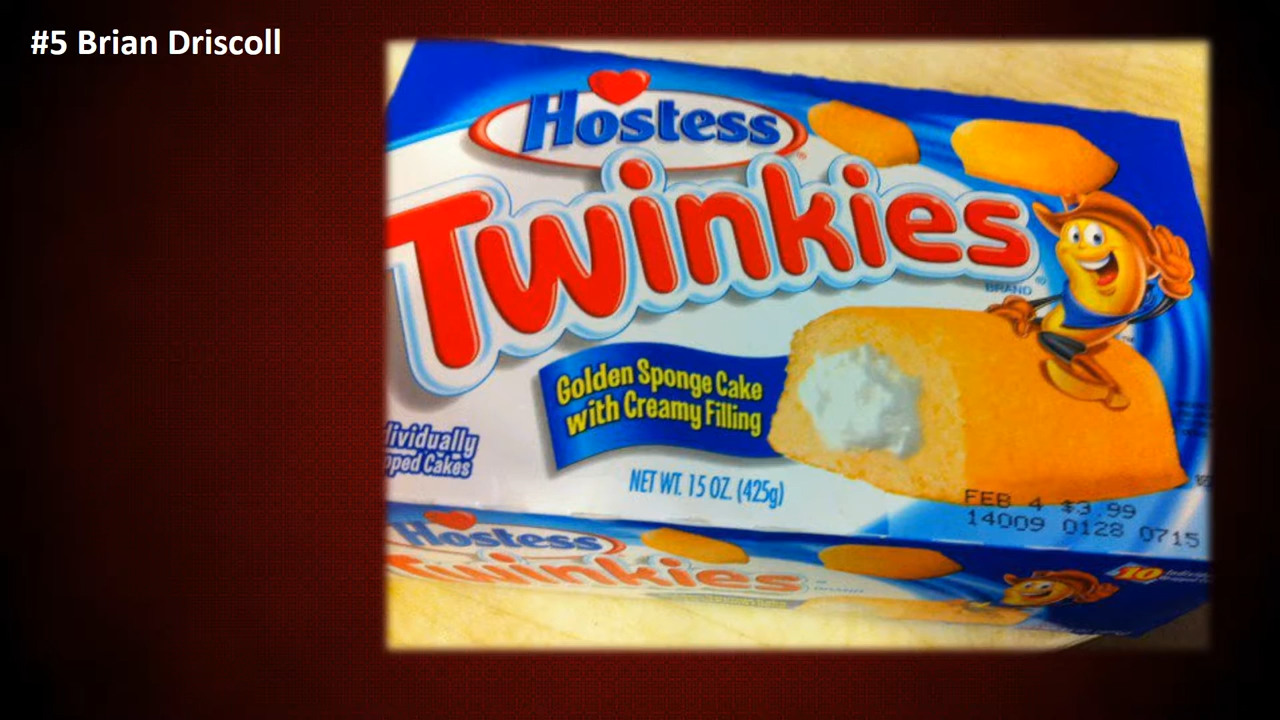 #5 Brian Driscoll
Hostess
Twinkies
BRAND
Golden Sponge Cake
with Creamy Filling
NET WT. 15 OZ. (425g)
FEB 4 $3.99
14009 0128 0715
Hostess
Twinkies
10